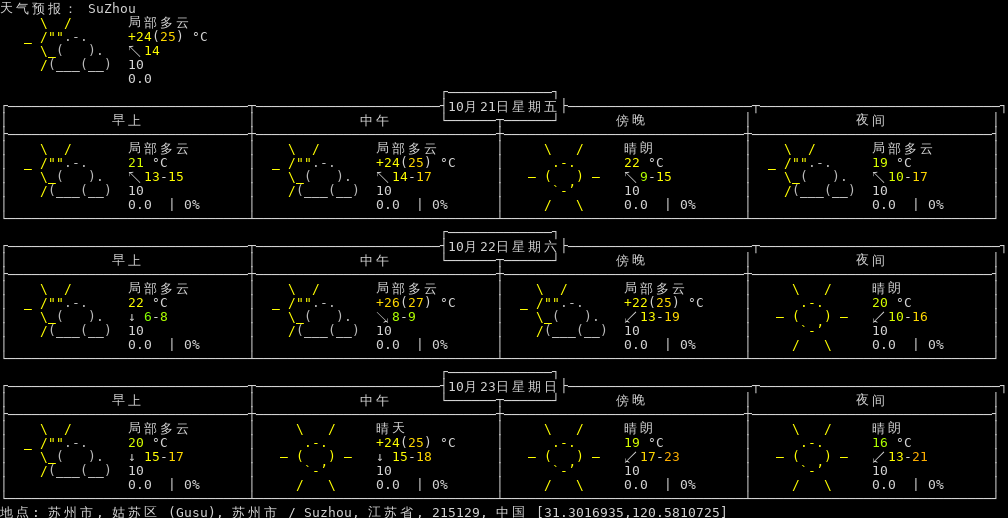 天气预报： SuZhou
局部多云
+24(25) °C
↖ 14
10
0.0
10月21日星期五
早上 中午 傍晚 夜间
局部多云 局部多云 晴朗 局部多云
21 °C +24(25) °C 22 °C 19 °C
↖ 13-15 ↖ 14-17 ↖ 9-15 ↖ 10-17
10 10 10 10
0.0 | 0% 0.0 | 0% 0.0 | 0% 0.0 | 0%
10月22日星期六
早上 中午 傍晚 夜间
局部多云 局部多云 局部多云 晴朗
22 °C +26(27) °C +22(25) °C 20 °C
↓ 6-8 ↘ 8-9 ↙ 13-19 ↙ 10-16
10 10 10 10
0.0 | 0% 0.0 | 0% 0.0 | 0% 0.0 | 0%
10月23日星期日
早上 中午 傍晚 夜间
局部多云 晴天 晴朗 晴朗
20 °C +24(25) °C 19 °C 16 °C
↓ 15-17 ↓ 15-18 ↙ 17-23 ↙ 13-21
10 10 10 10
0.0 | 0% 0.0 | 0% 0.0 | 0% 0.0 | 0%
地点: 苏州市, 姑苏区 (Gusu), 苏州市 / Suzhou, 江苏省, 215129, 中国 [31.3016935,120.5810725]